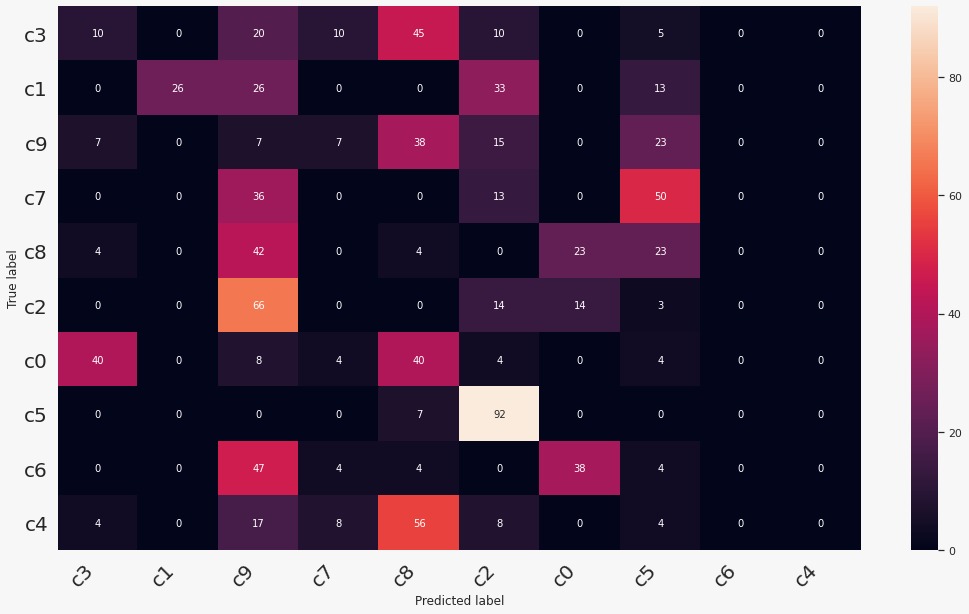 c3 10 0 20 10 45 10 0 5 0 0
c1 0 26 26 0 0 33 0 13 0 0
c9 7 0 7 7 38 15 0 23 0 0
c7 0 0 36 0 0 13 0 50 0 0
c8 4 0 42 0 4 0 23 23 0 0
c2 0 0 66 0 0 14 14 3 0 0
c0 40 0 8 4 40 4 0 4 0 0
c5 0 0 0 0 7 92 0 0 0 0
c6 0 0 47 4 4 0 38 4 0 0
c4 4 0 17 8 56 8 0 4 0 0
c3 c1 c9 c7 c8 c2 c0 c5 c6 c4
Predicted label
True label
80
60
40
20
0